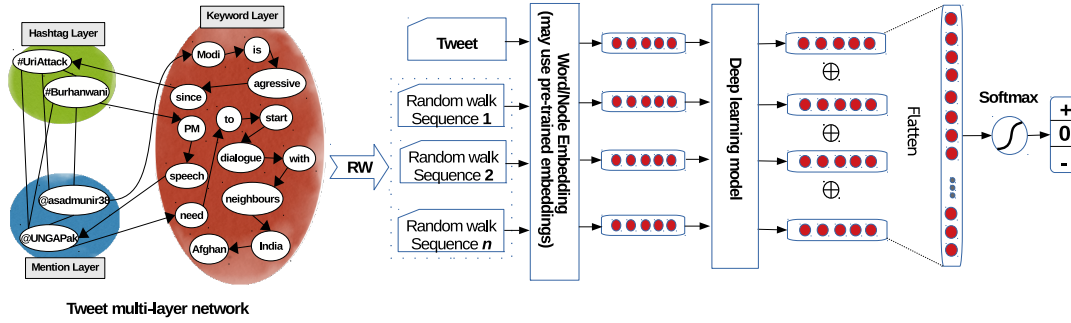 Hashtag Layer
Keyword Layer
#UriAttack
#Burhanwani
Modi
is
agressive
since
PM
to
start
dialogue
with
speech
neighbours
need
Afghan
India
@asadmunir38
@UNGAPak
Mention Layer
Tweet multi-layer network
RW
Tweet
Random walk
Sequence 1
Random walk
Sequence 2
Random walk
Sequence n
Word/Node Embedding
(may use pre-trained embeddings)
Deep learning model
Flatten
Softmax
+
0
-